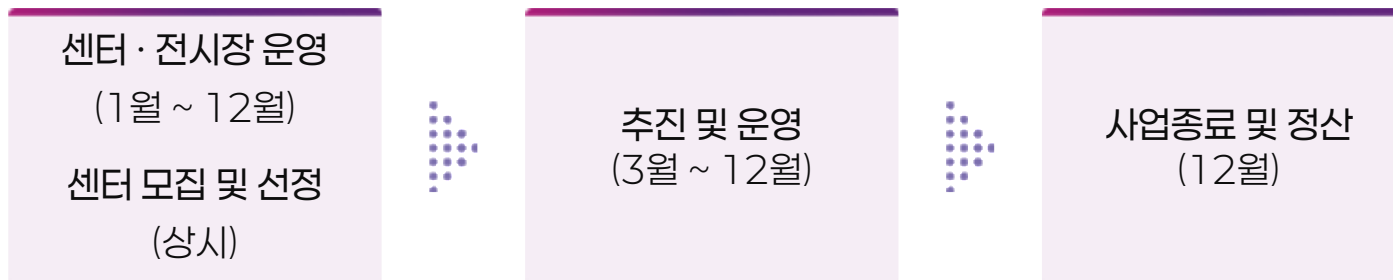 센터 · 전시장 운영
(1월 ~ 12월)
센터 모집 및 선정
(상시)
추진 및 운영
(3월 ~ 12월)
사업종료 및 정산
(12월)